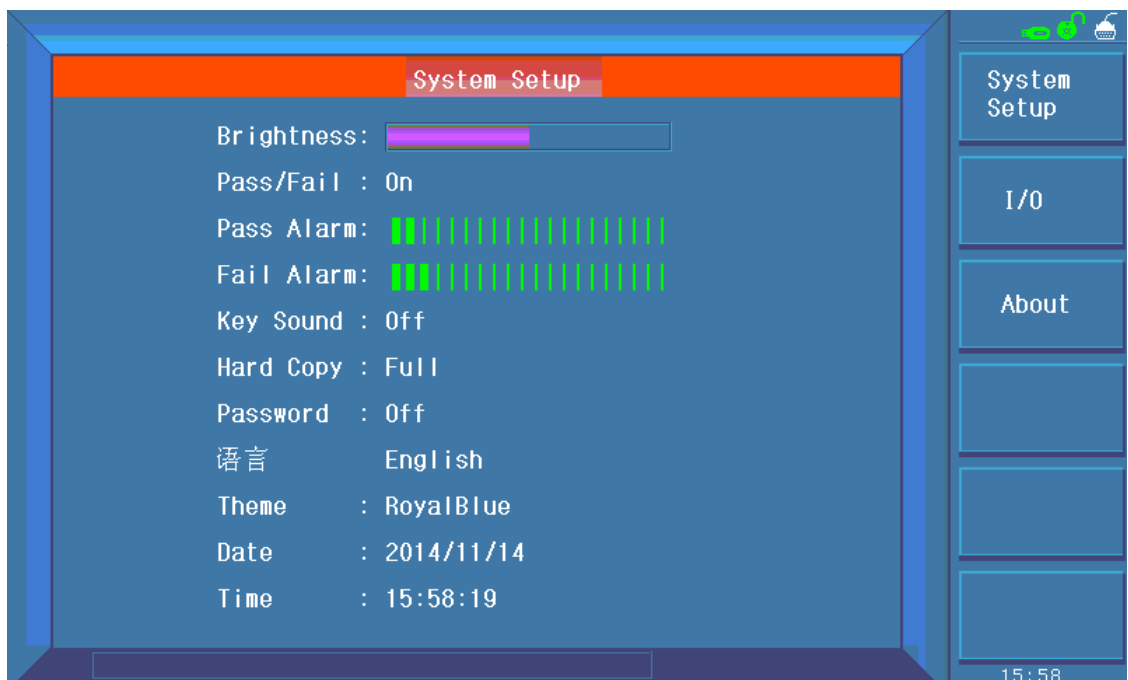 System Setup
Brightness:
Pass/Fail : On
Pass Alarm:
Fail Alarm:
Key Sound : Off
Hard Copy : Full
Password : Off
语言 English
Theme : RoyalBlue
Date : 2014/11/14
Time : 15:58:19
System
Setup
I/O
About
15:58